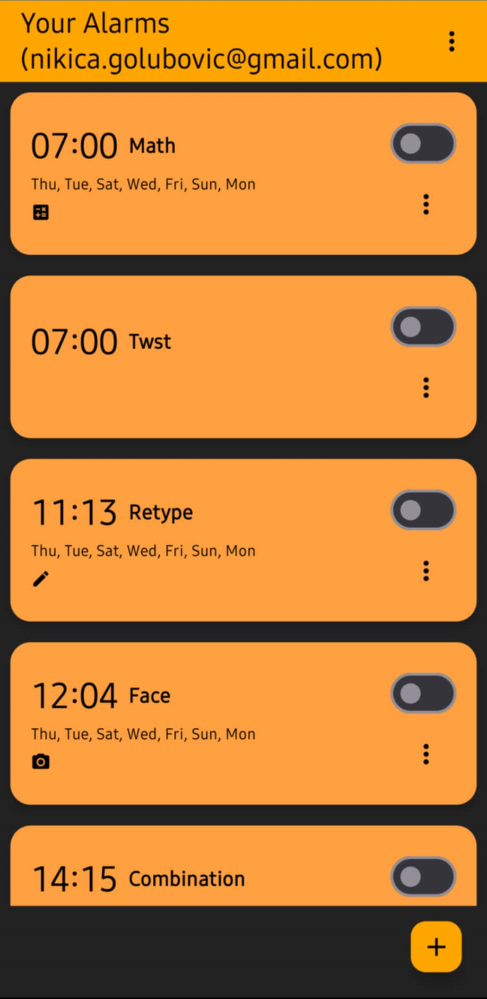 Your Alarms
(nikica.golubovic@gmail.com)
07:00 Math
Thu, Tue, Sat, Wed, Fri, Sun, Mon
07:00 Twst
11:13 Retype
Thu, Tue, Sat, Wed, Fri, Sun, Mon
12:04 Face
Thu, Tue, Sat, Wed, Fri, Sun, Mon
14:15 Combination